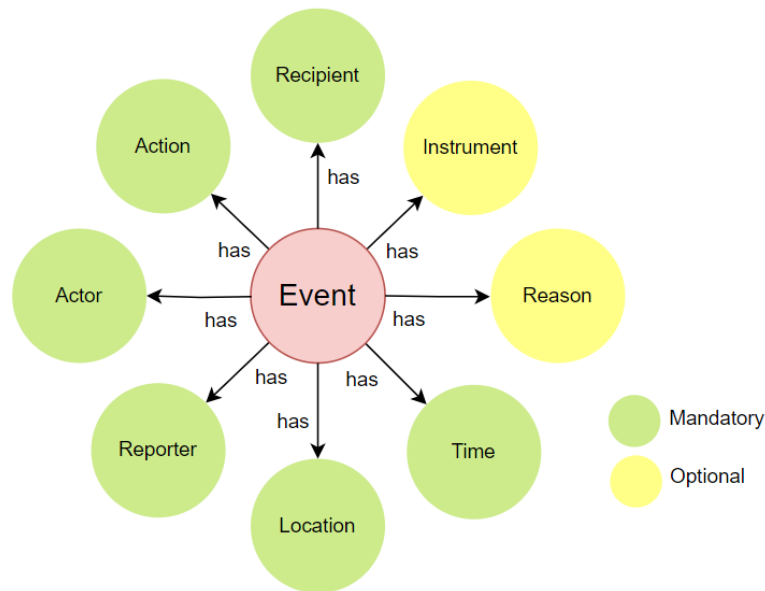 Recipient
Action
Instrument
has
has
has
Actor
Event
Reason
has
has
has
has
has
Reporter
Time
Location
Mandatory
Optional